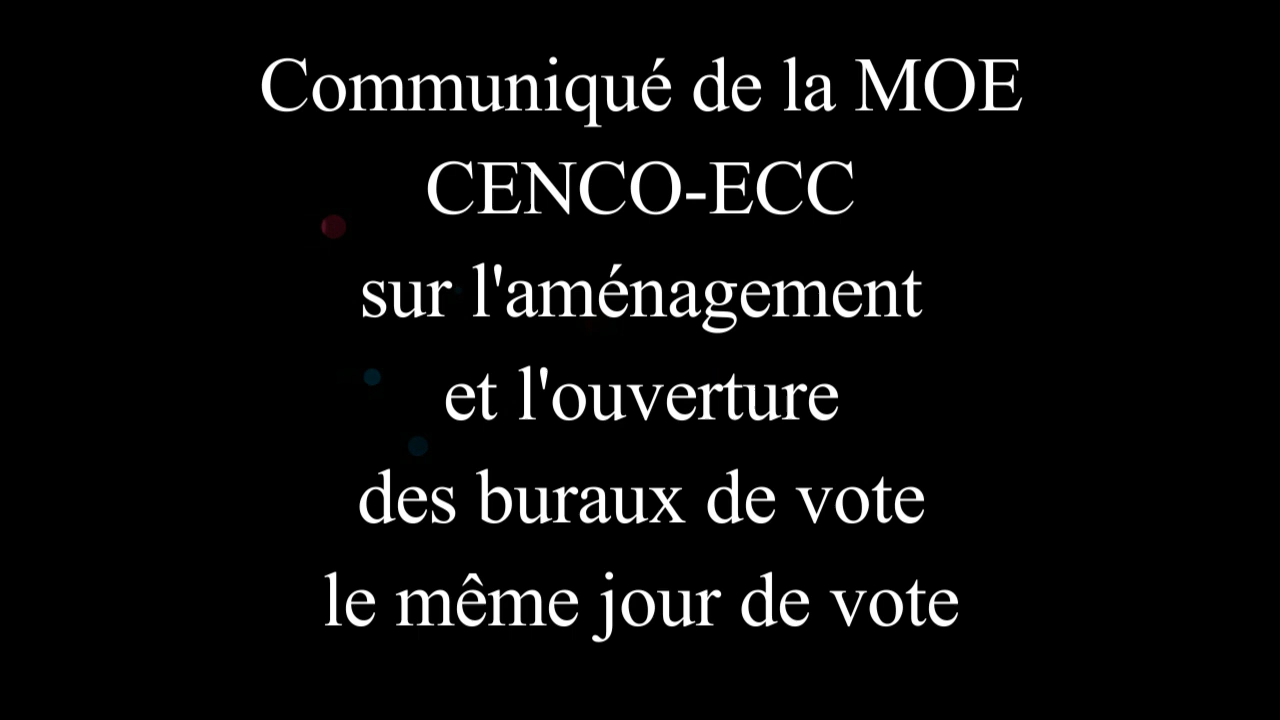 Communiqué de la MOE
CENCO-ECC
sur l'aménagement
et l'ouverture
des buraux de vote
le même jour de vote